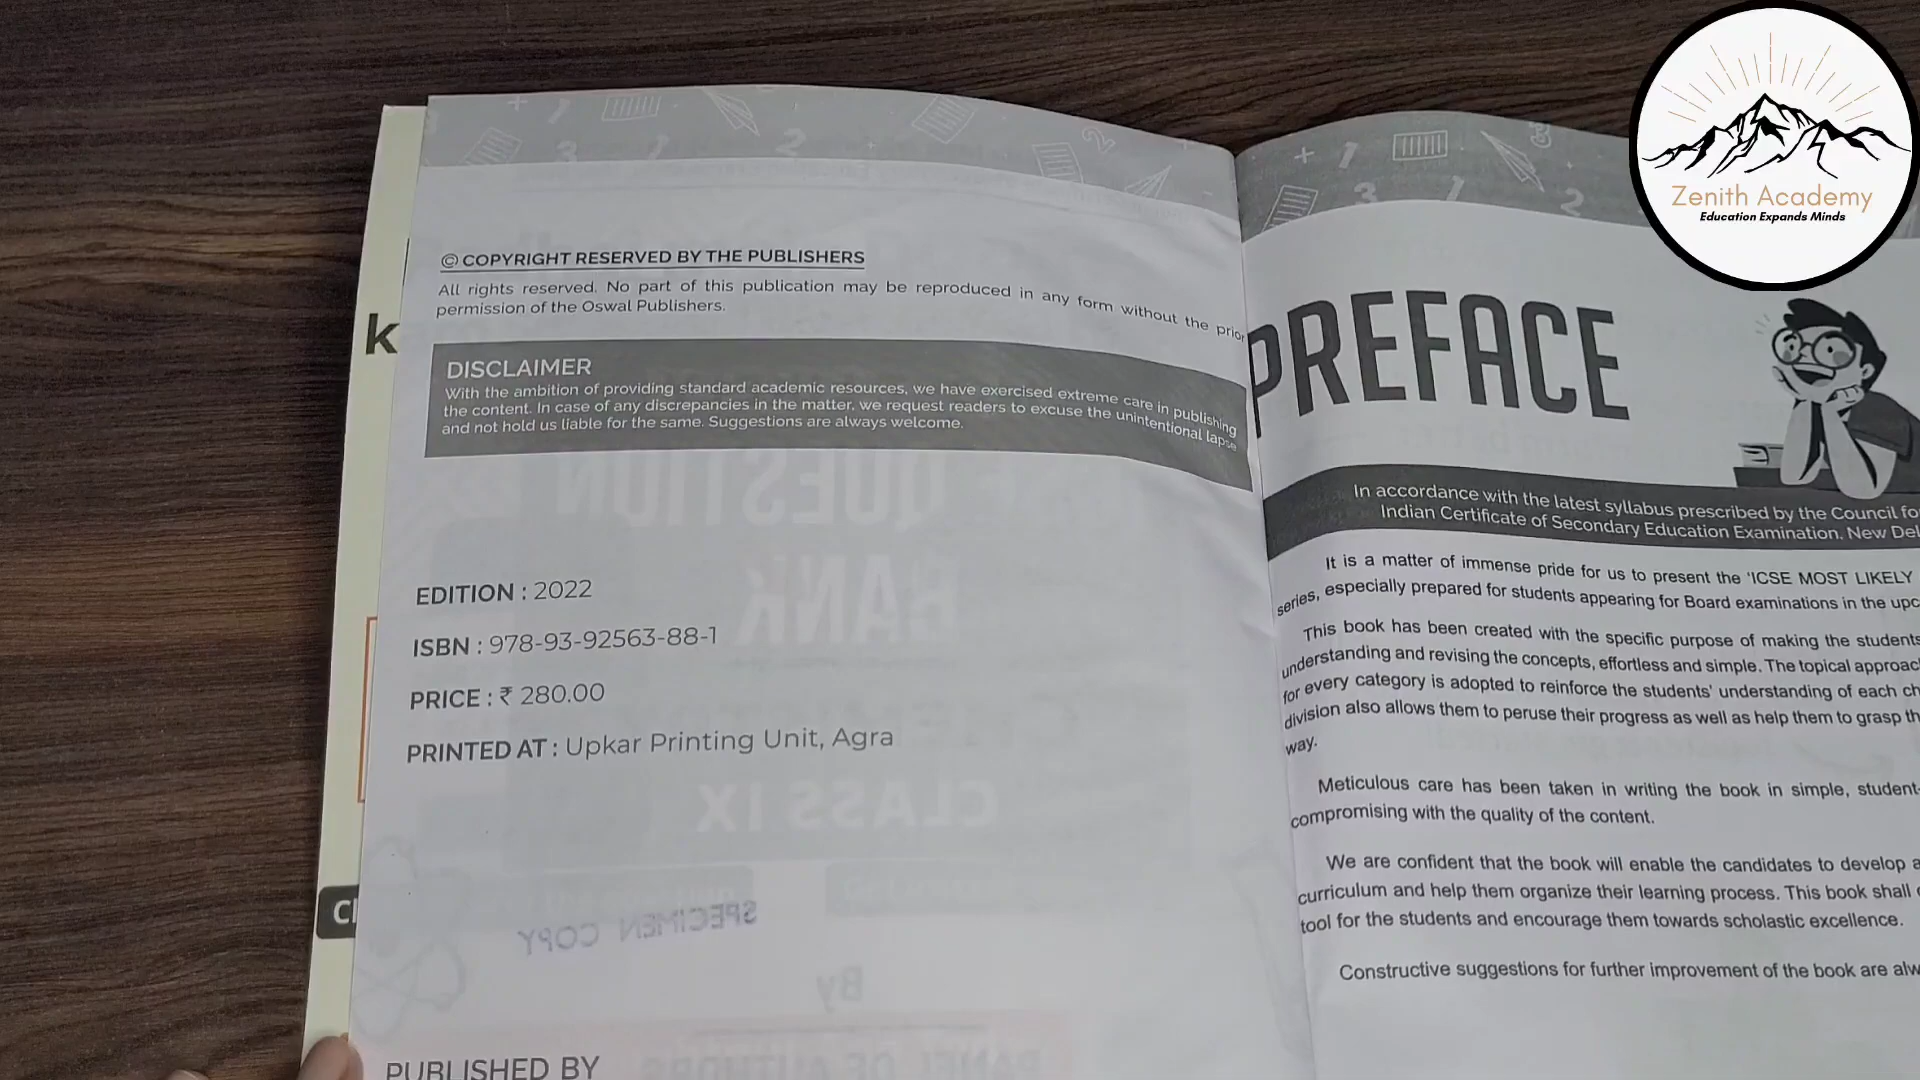 Zenith Academy
Education Expands Minds
© COPYRIGHT RESERVED BY THE PUBLISHERS
All rights reserved. No part of this publication may be reproduced in any form without the prior
permission of the Oswal Publishers.
DISCLAIMER
With the ambition of providing standard academic resources, we have exercised extreme care in publishing
the content. In case of any discrepancies in the matter, we request readers to excuse the unintentional lapse
and not hold us liable for the same. Suggestions are always welcome.
EDITION : 2022
ISBN : 978-93-92563-88-1
PRICE : ₹ 280.00
PRINTED AT : Upkar Printing Unit, Agra
SPECIMEN COPY
PUBLISHED BY
QUESTION
BANK
CLASS IX
By
PANEL OF AUTHORS
k
PREFACE
In accordance with the latest syllabus prescribed by the Council fo
Indian Certificate of Secondary Education Examination, New Del
It is a matter of immense pride for us to present the 'ICSE MOST LIKELY
series, especially prepared for students appearing for Board examinations in the upc
This book has been created with the specific purpose of making the students
understanding and revising the concepts, effortless and simple. The topical approac
for every category is adopted to reinforce the students' understanding of each ch
division also allows them to peruse their progress as well as help them to grasp th
way.
Meticulous care has been taken in writing the book in simple, student-
compromising with the quality of the content.
We are confident that the book will enable the candidates to develop a
curriculum and help them organize their learning process. This book shall
tool for the students and encourage them towards scholastic excellence.
Constructive suggestions for further improvement of the book are alw